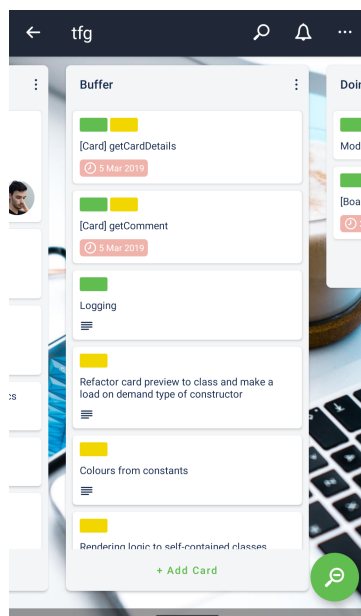 tfg
Buffer
[Card] getCardDetails
5 Mar 2019
[Card] getComment
5 Mar 2019
Logging
Refactor card preview to class and make a
load on demand type of constructor
Colours from constants
Rendering logic to self-contained classes
+ Add Card
cs
Doin
Mod
[Boa